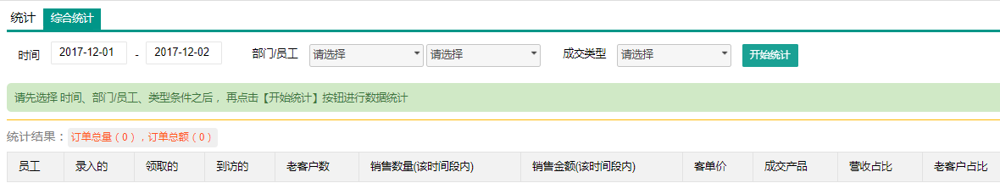 统计 综合统计
时间 2017-12-01 - 2017-12-02 部门/员工 请选择 请选择 成交类型 请选择 开始统计
请先选择 时间、部门/员工、类型条件之后， 再点击【开始统计】按钮进行数据统计
统计结果： 订单总量（0），订单总额（0）
员工 录入的 领取的 到访的 老客户数 销售数量(该时间段内) 销售金额(该时间段内) 客单价 成交产品 营收占比 老客户占比